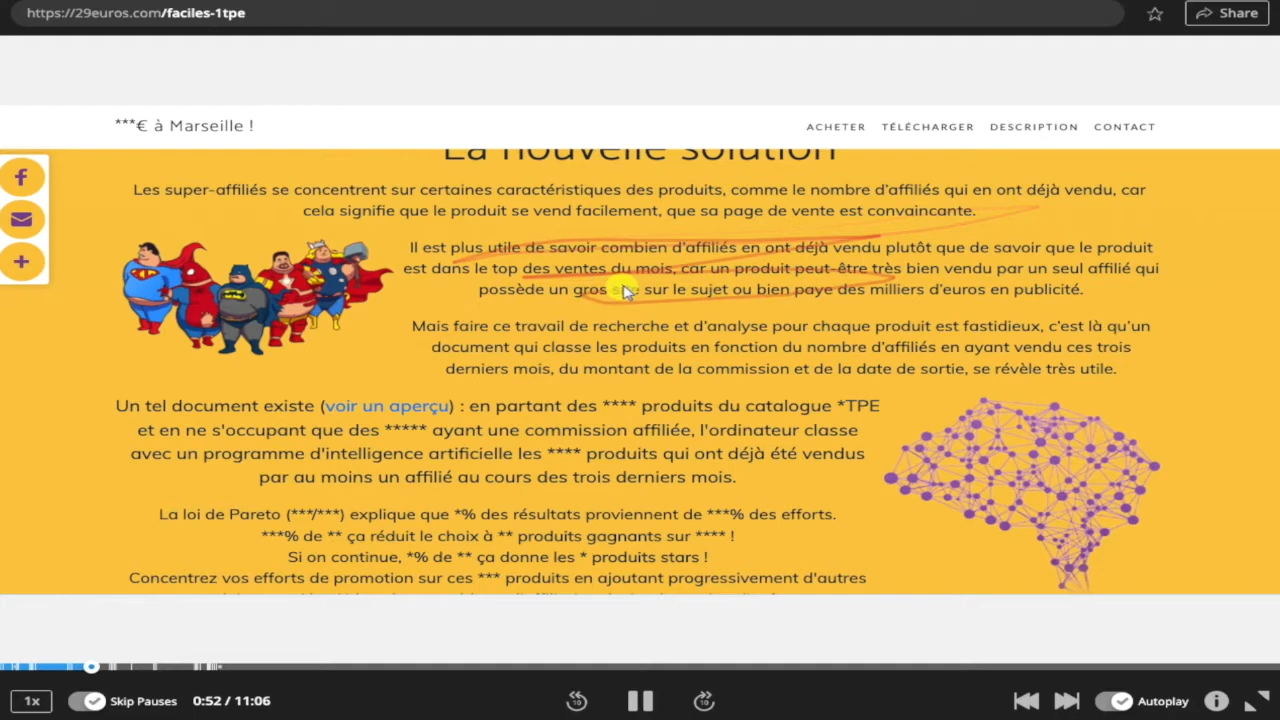 https://29euros.com/faciles-1tpe
Share
***€ à Marseille !
ACHETER TÉLÉCHARGER DESCRIPTION CONTACT
La nouvelle solution
Les super-affiliés se concentrent sur certaines caractéristiques des produits, comme le nombre d'affiliés qui en ont déjà vendu, car
cela signifie que le produit se vend facilement, que sa page de vente est convaincante.
Il est plus utile de savoir combien d'affiliés en ont déjà vendu plutôt que de savoir que le produit
est dans le top des ventes du mois, car un produit peut-être très bien vendu par un seul affilié qui
possède un gros sur le sujet ou bien paye des milliers d'euros en publicité.
Mais faire ce travail de recherche et d'analyse pour chaque produit est fastidieux, c'est là qu'un
document qui classe les produits en fonction du nombre d'affiliés en ayant vendu ces trois
derniers mois, du montant de la commission et de la date de sortie, se révèle très utile.
Un tel document existe (voir un aperçu) : en partant des **** produits du catalogue *TPE
et en ne s'occupant que des ***** ayant une commission affiliée, l'ordinateur classe
avec un programme d'intelligence artificielle les **** produits qui ont déjà été vendus
par au moins un affilié au cours des trois derniers mois.
La loi de Pareto (***/***) explique que *% des résultats proviennent de ***% des efforts.
***% de ** ça réduit le choix à ** produits gagnants sur **** !
Si on continue, *% de ** ça donne les * produits stars !
Concentrez vos efforts de promotion sur ces *** produits en ajoutant progressivement d'autres
1x Skip Pauses 0:52 / 11:06 10 10 Autoplay